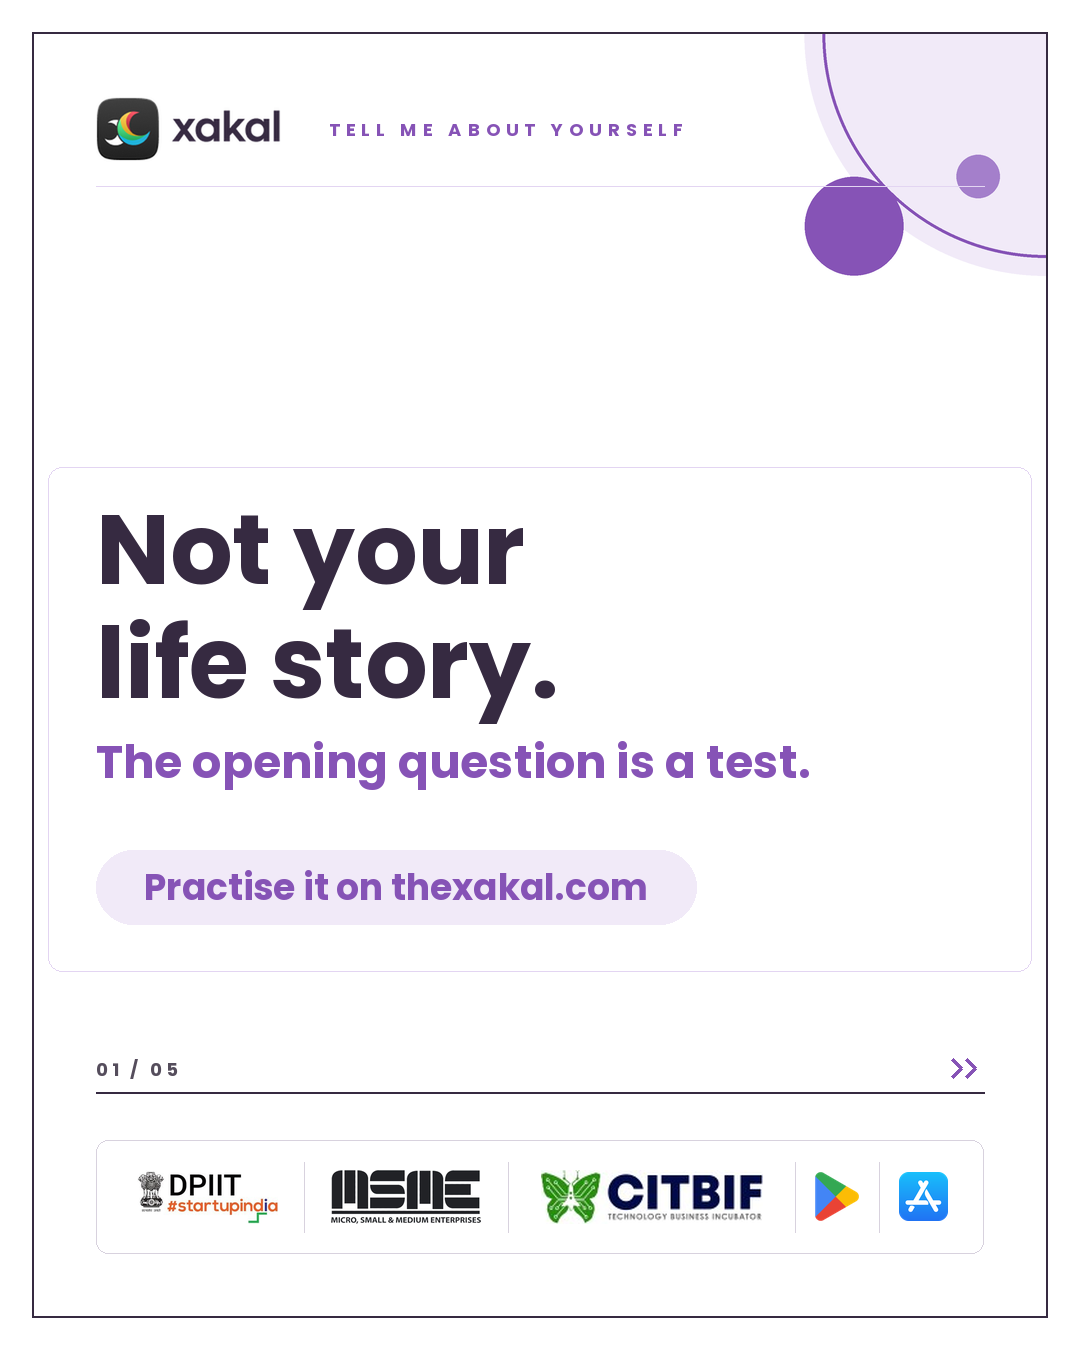 xakal
TELL ME ABOUT YOURSELF
Not your
life story.
The opening question is a test.
Practise it on thexakal.com
01 / 05
DPIIT
#startupindia
MSME
MICRO, SMALL & MEDIUM ENTERPRISES
CITBIF
TECHNOLOGY BUSINESS INCUBATOR